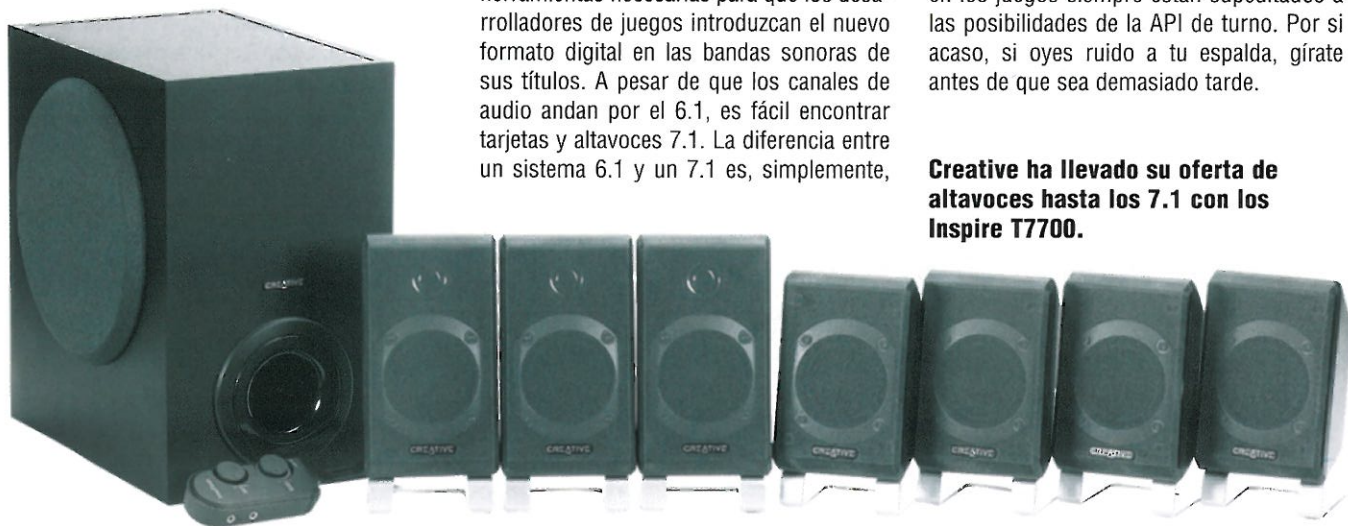 rrolladores de juegos introduzcan el nuevo
formato digital en las bandas sonoras de
sus títulos. A pesar de que los canales de
audio andan por el 6.1, es fácil encontrar
tarjetas y altavoces 7.1. La diferencia entre
un sistema 6.1 y un 7.1 es, simplemente,
las posibilidades de la API de turno. Por si
acaso, si oyes ruido a tu espalda, gírate
antes de que sea demasiado tarde.
Creative ha llevado su oferta de
altavoces hasta los 7.1 con los
Inspire T7700.
CREATIVE
CREATIVE
CREATIVE
CREATIVE
CREATIVE
CREATIVE
CREATIVE
CREATIVE